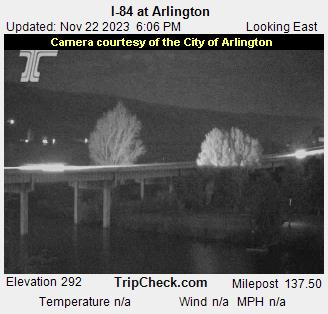 I-84 at Arlington
Updated: Nov 22 2023 6:06 PM Looking East
Camera courtesy of the City of Arlington
Elevation 292 TripCheck.com Milepost 137.50
Temperature n/a Wind n/a MPH n/a